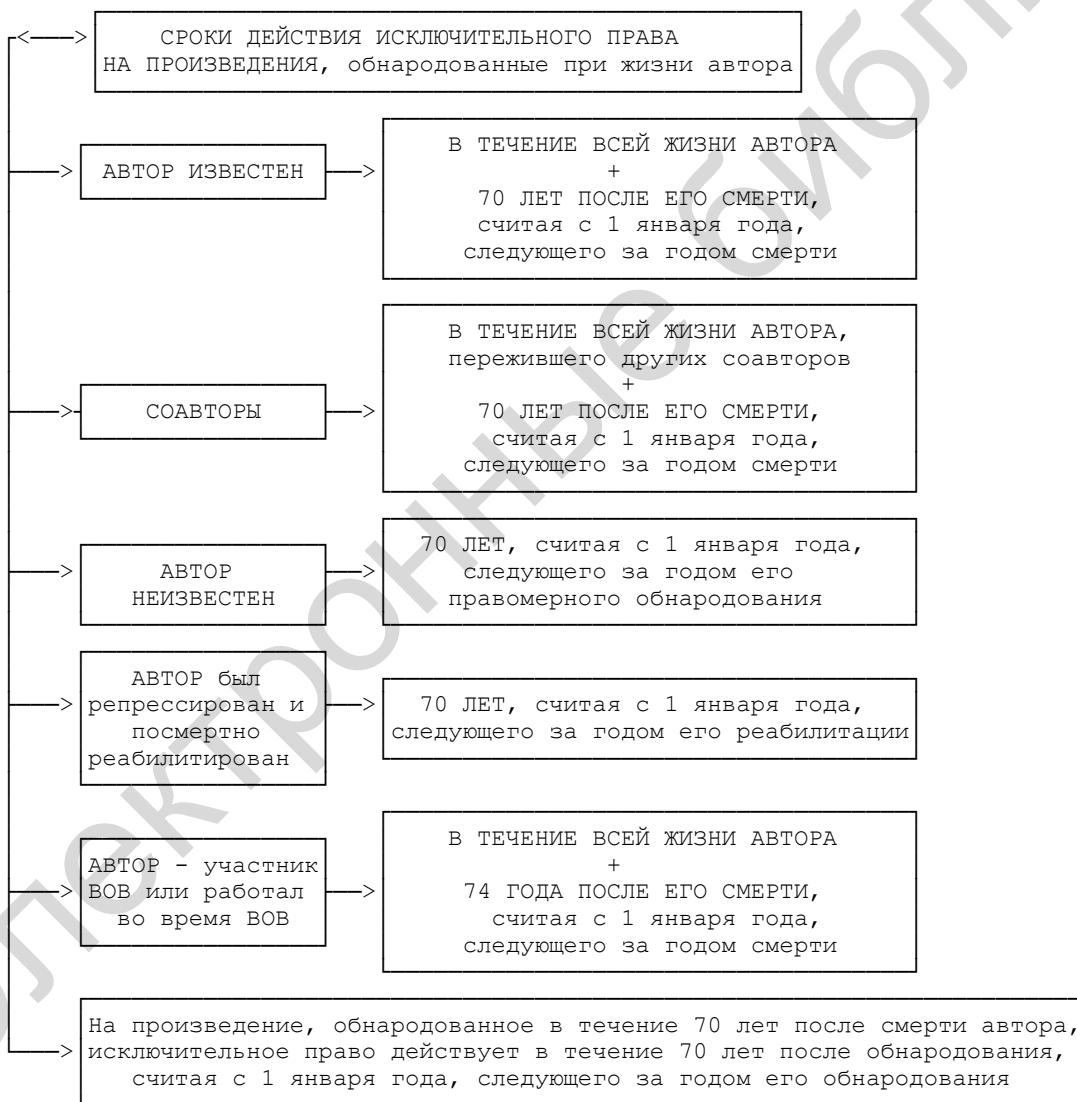 СРОКИ ДЕЙСТВИЯ ИСКЛЮЧИТЕЛЬНОГО ПРАВА
НА ПРОИЗВЕДЕНИЯ, обнародованные при жизни автора
АВТОР ИЗВЕСТЕН
В ТЕЧЕНИЕ ВСЕЙ ЖИЗНИ АВТОРА
+
70 ЛЕТ ПОСЛЕ ЕГО СМЕРТИ,
считая с 1 января года,
следующего за годом смерти
СОАВТОРЫ
В ТЕЧЕНИЕ ВСЕЙ ЖИЗНИ АВТОРА,
пережившего других соавторов
+
70 ЛЕТ ПОСЛЕ ЕГО СМЕРТИ,
считая с 1 января года,
следующего за годом смерти
АВТОР
НЕИЗВЕСТЕН
70 ЛЕТ, считая с 1 января года,
следующего за годом его
правомерного обнародования
АВТОР был
репрессирован и
посмертно
реабилитирован
70 ЛЕТ, считая с 1 января года,
следующего за годом его реабилитации
АВТОР - участник
ВОВ или работал
во время ВОВ
В ТЕЧЕНИЕ ВСЕЙ ЖИЗНИ АВТОРА
+
74 ГОДА ПОСЛЕ ЕГО СМЕРТИ,
считая с 1 января года,
следующего за годом смерти
На произведение, обнародованное в течение 70 лет после смерти автора,
исключительное право действует в течение 70 лет после обнародования,
считая с 1 января года, следующего за годом его обнародования